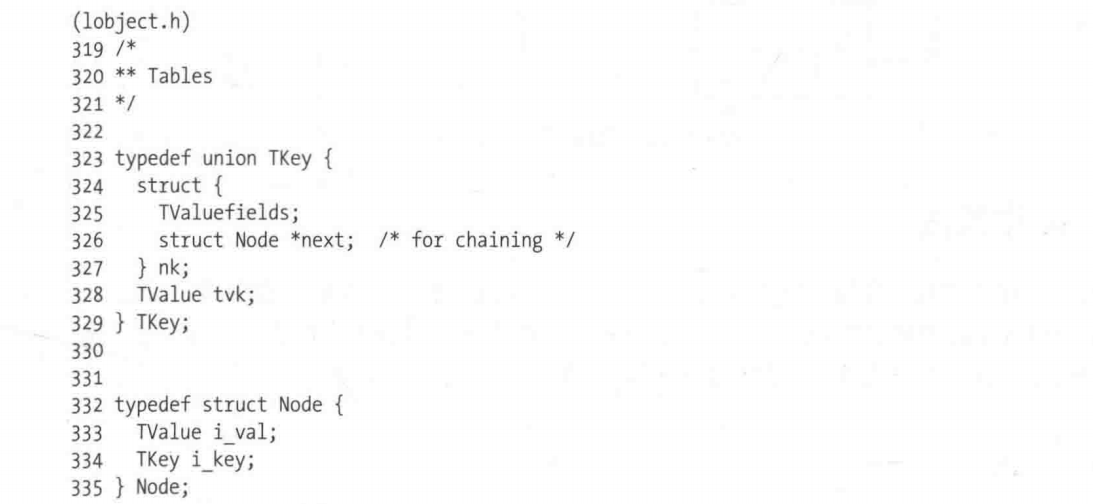 (lobject.h)
319 /*
320 ** Tables
321 */
322
323 typedef union TKey {
324   struct {
325     TValuefields;
326     struct Node *next;  /* for chaining */
327   } nk;
328   TValue tvk;
329 } TKey;
330
331
332 typedef struct Node {
333   TValue i_val;
334   TKey i_key;
335 } Node;